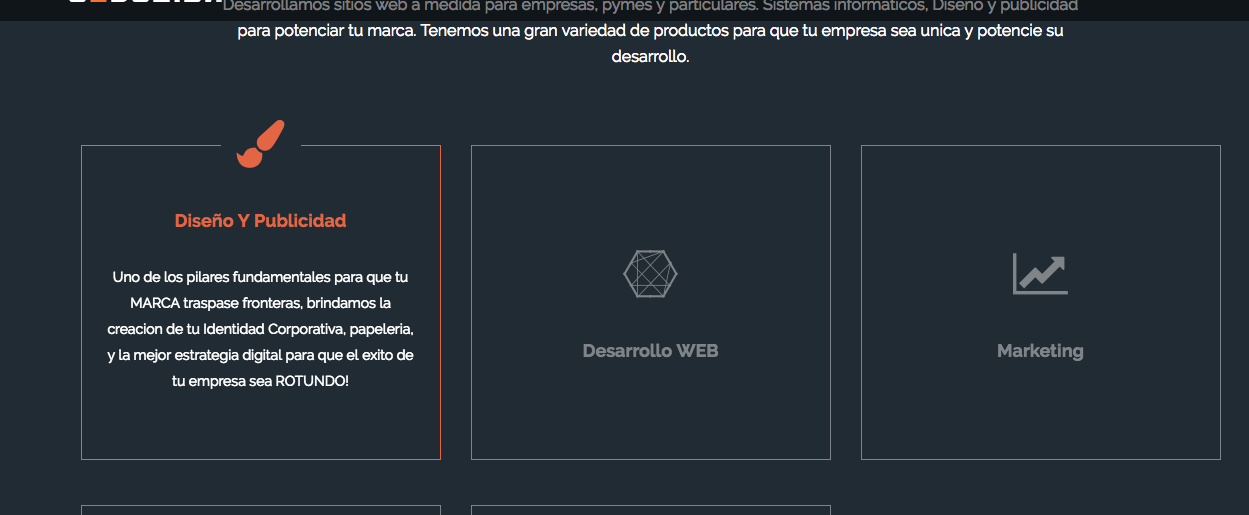 Desarrollamos sitios web a medida para empresas, pymes y particulares. Sistemas informaticos, Diseño y publicidad
para potenciar tu marca. Tenemos una gran variedad de productos para que tu empresa sea unica y potencie su
desarrollo.
Diseño Y Publicidad
Uno de los pilares fundamentales para que tu
MARCA traspase fronteras, brindamos la
creacion de tu Identidad Corporativa, papeleria,
y la mejor estrategia digital para que el exito de
tu empresa sea ROTUNDO!
Desarrollo WEB
Marketing